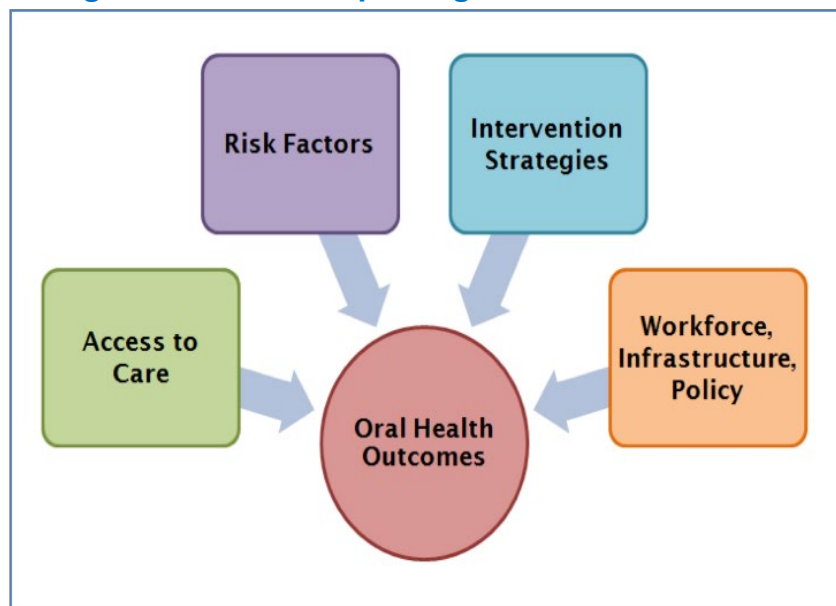 Risk Factors
Intervention
Strategies
Access to
Care
Workforce,
Infrastructure,
Policy
Oral Health
Outcomes